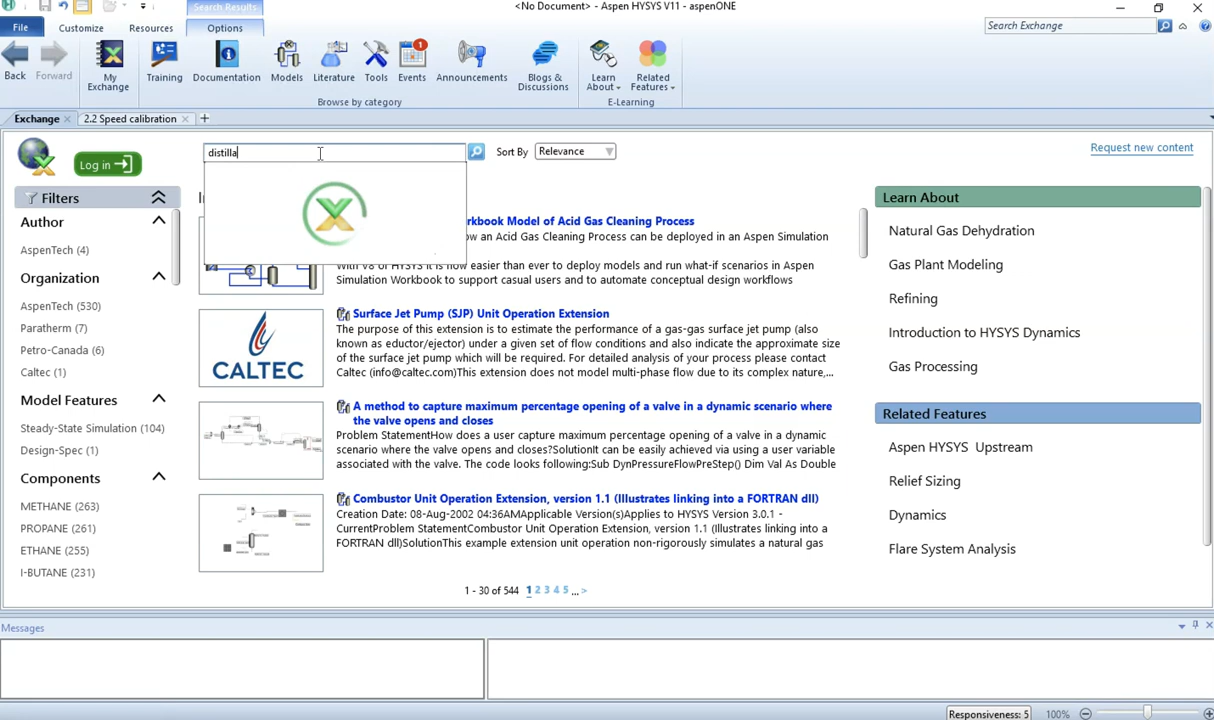 Search Results
<No Document> - Aspen HYSYS V11 - aspenONE
File
Customize
Resources
Options
Search Exchange
Back
Forward
My Exchange
Training
Documentation
Models
Literature
Tools
1
Events
Announcements
Blogs & Discussions
Learn About
Related Features
Browse by category
E-Learning
Exchange
2.2 Speed calibration
Log in
distilla
Sort By
Relevance
Request new content
Filters
Author
AspenTech (4)
Organization
AspenTech (530)
Paratherm (7)
Petro-Canada (6)
Caltec (1)
Model Features
Steady-State Simulation (104)
Design-Spec (1)
Components
METHANE (263)
PROPANE (261)
ETHANE (255)
I-BUTANE (231)
rkbook Model of Acid Gas Cleaning Process
ow an Acid Gas Cleaning Process can be deployed in an Aspen Simulation
With V8 of HYSYS it is now easier than ever to deploy models and run what-if scenarios in Aspen
Simulation Workbook to support casual users and to automate conceptual design workflows
CALTEC
Surface Jet Pump (SJP) Unit Operation Extension
The purpose of this extension is to estimate the performance of a gas-gas surface jet pump (also
known as eductor/ejector) under a given set of flow conditions and also indicate the approximate size
of the surface jet pump which will be required. For detailed analysis of your process please contact
Caltec (info@caltec.com)This extension does not model multi-phase flow due to its complex nature,...
A method to capture maximum percentage opening of a valve in a dynamic scenario where
the valve opens and closes
Problem StatementHow does a user capture maximum percentage opening of a valve in a dynamic
scenario where the valve opens and closes?SolutionIt can be easily achieved via using a user variable
associated with the valve. The code looks following:Sub DynPressureFlowPreStep() Dim Val As Double
Combustor Unit Operation Extension, version 1.1 (Illustrates linking into a FORTRAN dll)
Creation Date: 08-Aug-2002 04:36AMApplicable Version(s)Applies to HYSYS Version 3.0.1 -
CurrentProblem StatementCombustor Unit Operation Extension, version 1.1 (Illustrates linking into a
FORTRAN dll)SolutionThis example extension unit operation non-rigorously simulates a natural gas
1 - 30 of 544 1 2 3 4 5 ... >
Learn About
Natural Gas Dehydration
Gas Plant Modeling
Refining
Introduction to HYSYS Dynamics
Gas Processing
Related Features
Aspen HYSYS Upstream
Relief Sizing
Dynamics
Flare System Analysis
Messages
Responsiveness: 5
100%